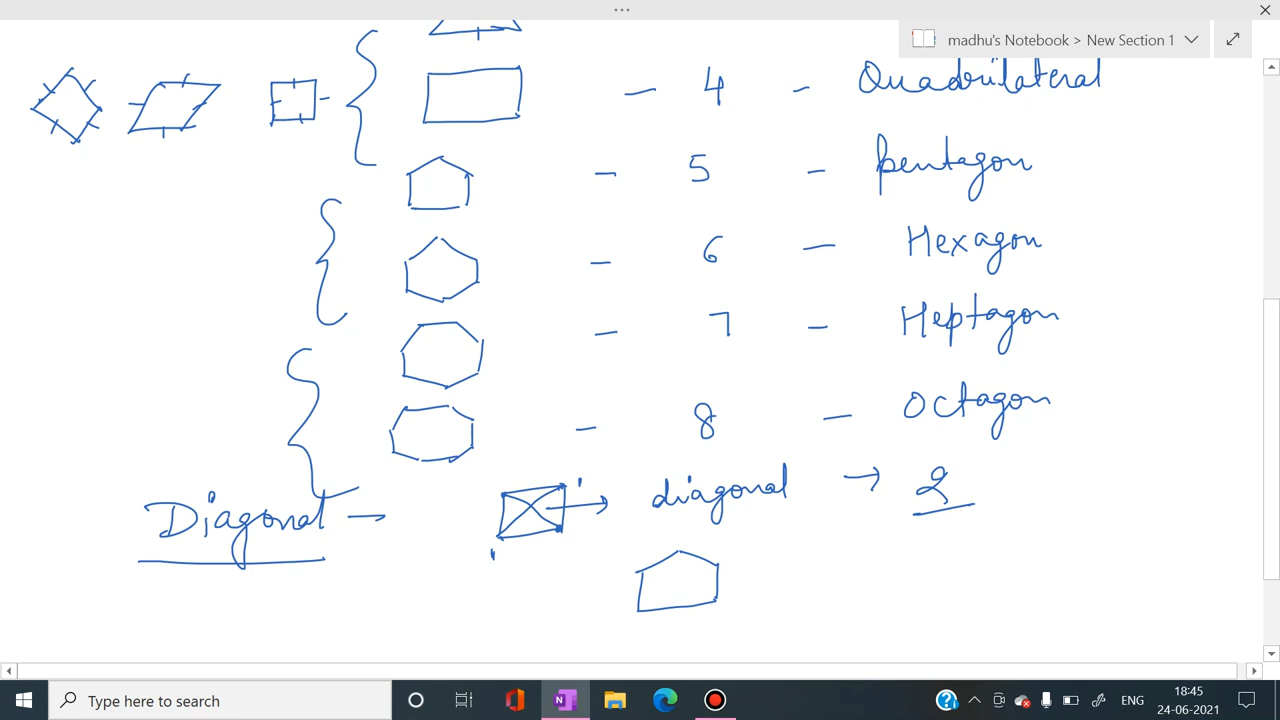 madhu's Notebook > New Section 1
- 4 - Quadrilateral
- 5 - pentagon
- 6 - Hexagon
- 7 - Heptagon
- 8 - Octagon
Diagonal - → diagonal → 2
Type here to search
ENG
18:45
24-06-2021